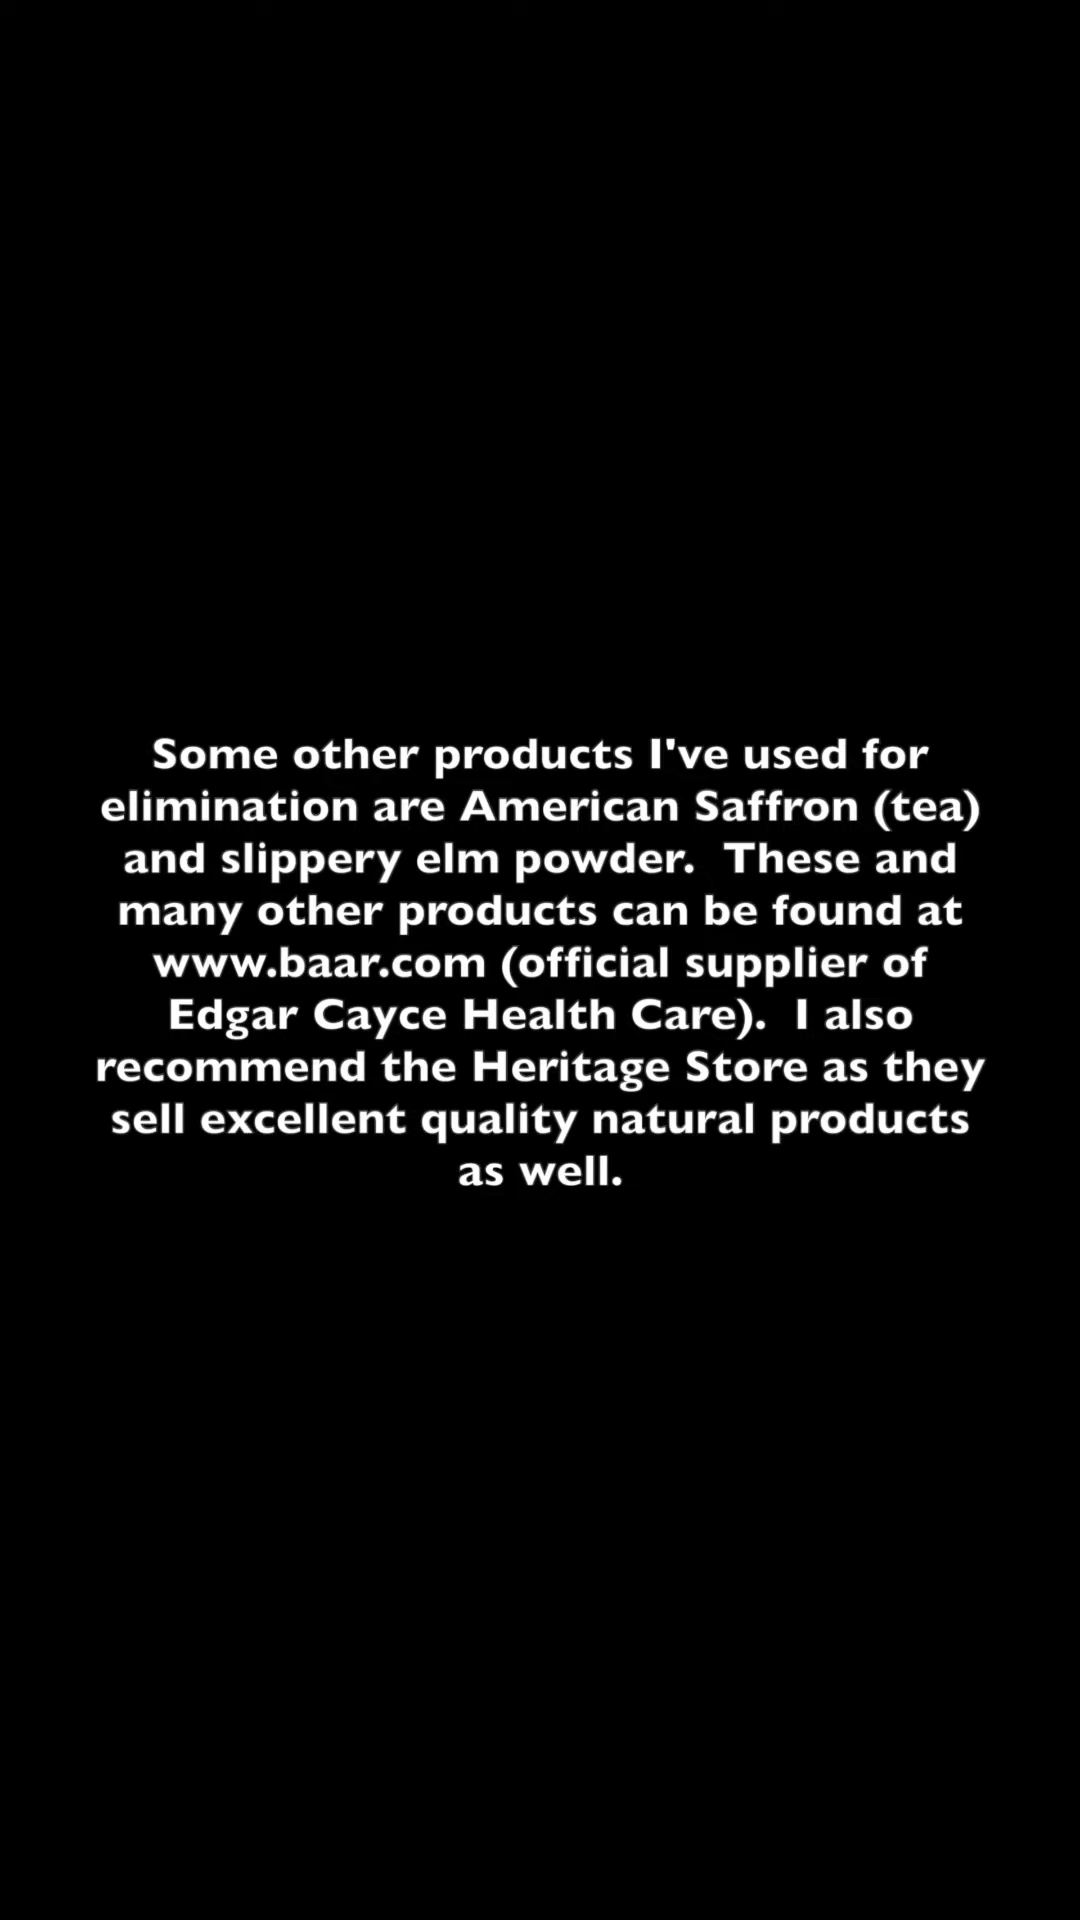 Some other products I've used for
elimination are American Saffron (tea)
and slippery elm powder.  These and
many other products can be found at
www.baar.com (official supplier of
Edgar Cayce Health Care).  I also
recommend the Heritage Store as they
sell excellent quality natural products
as well.